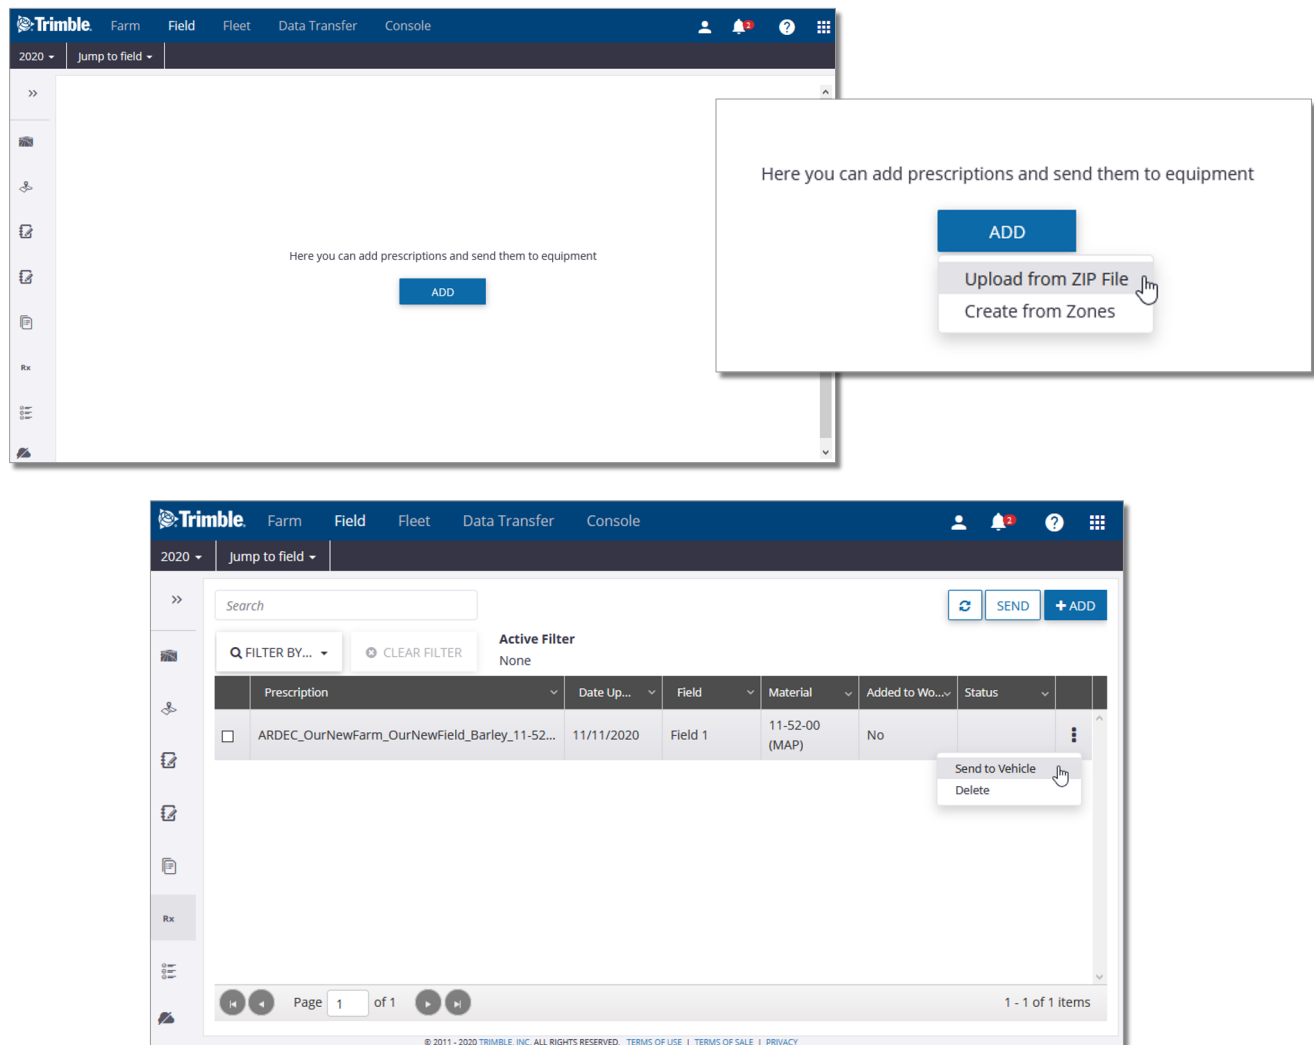 Trimble. Farm Field Fleet Data Transfer Console 2
2020 Jump to field
Here you can add prescriptions and send them to equipment
ADD
Rx
Here you can add prescriptions and send them to equipment
ADD
Upload from ZIP File
Create from Zones
Trimble. Farm Field Fleet Data Transfer Console 2
2020 Jump to field
Search SEND + ADD
FILTER BY... CLEAR FILTER Active Filter
None
Prescription Date Up... Field Material Added to Wo... Status
ARDEC_OurNewFarm_OurNewField_Barley_11-52... 11/11/2020 Field 1 11-52-00 (MAP) No
Send to Vehicle
Delete
Rx
Page 1 of 1 1 - 1 of 1 items
© 2011 - 2020 TRIMBLE, INC. ALL RIGHTS RESERVED. TERMS OF USE | TERMS OF SALE | PRIVACY